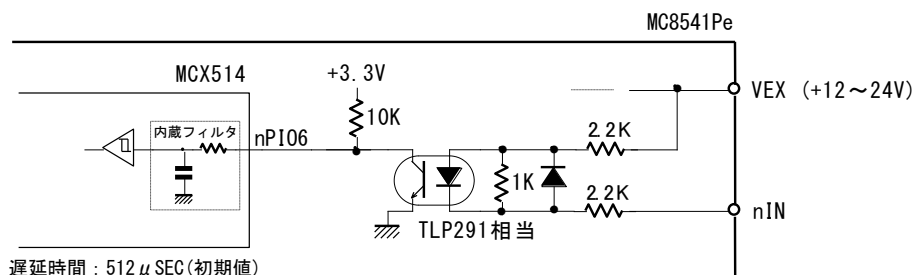 MC8541Pe
MCX514
+3.3V
VEX (+12～24V)
内蔵フィルタ
nPIO6
10K
2.2K
1K
2.2K
nIN
TLP291相当
遅延時間：512μSEC(初期値)